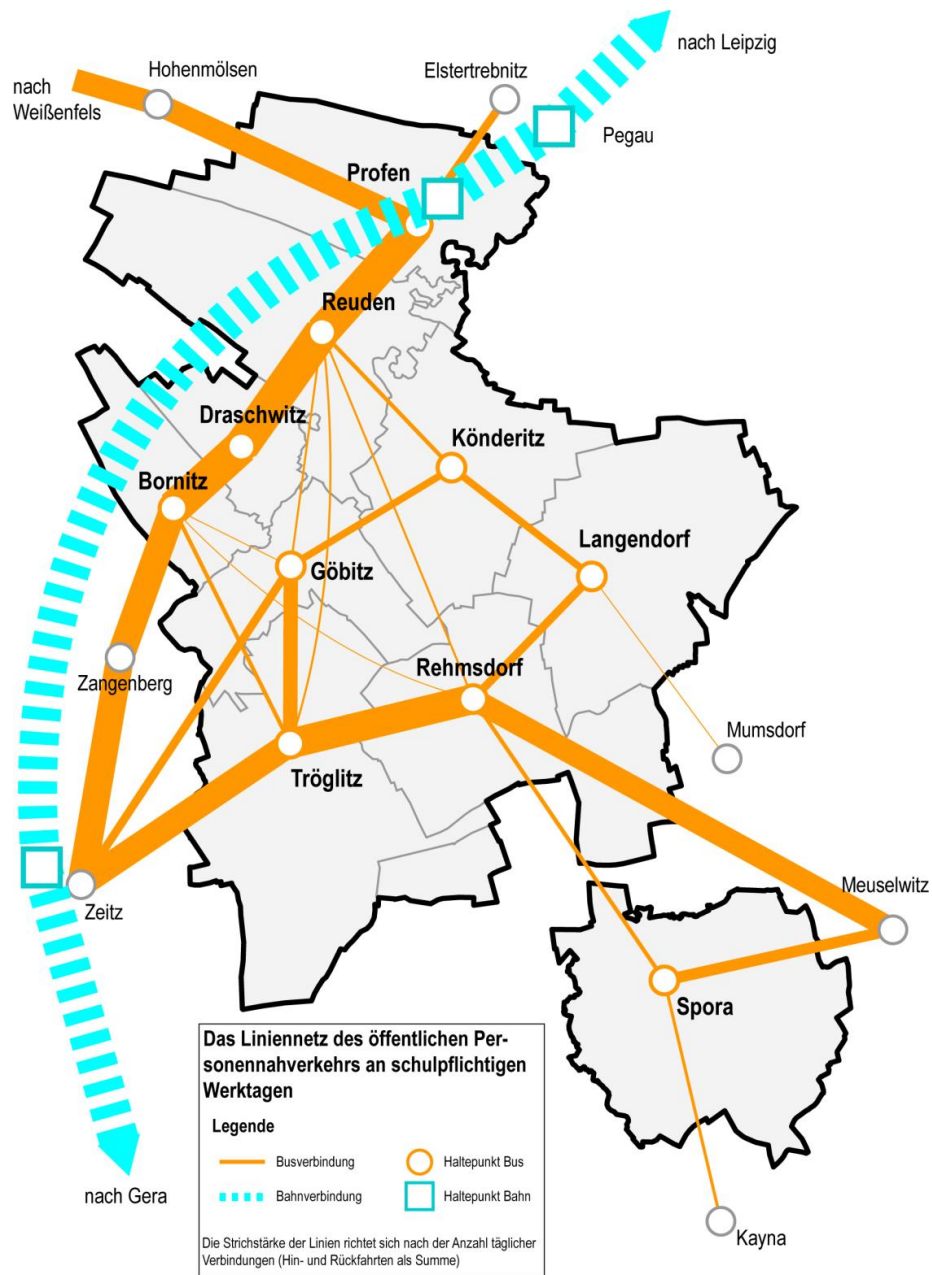 nach Leipzig
Hohenmölsen
Elstertrebnitz
nach
Weißenfels
Pegau
Profen
Reuden
Draschwitz
Könderitz
Bornitz
Langendorf
Göbitz
Rehmsdorf
Zangenberg
Mumsdorf
Tröglitz
Meuselwitz
Zeitz
Spora
Das Liniennetz des öffentlichen Per-
sonennahverkehrs an schulpflichtigen
Werktagen
Legende
Busverbindung
Haltepunkt Bus
Bahnverbindung
Haltepunkt Bahn
nach Gera
Kayna
Die Strichstärke der Linien richtet sich nach der Anzahl täglicher
Verbindungen (Hin- und Rückfahrten als Summe)